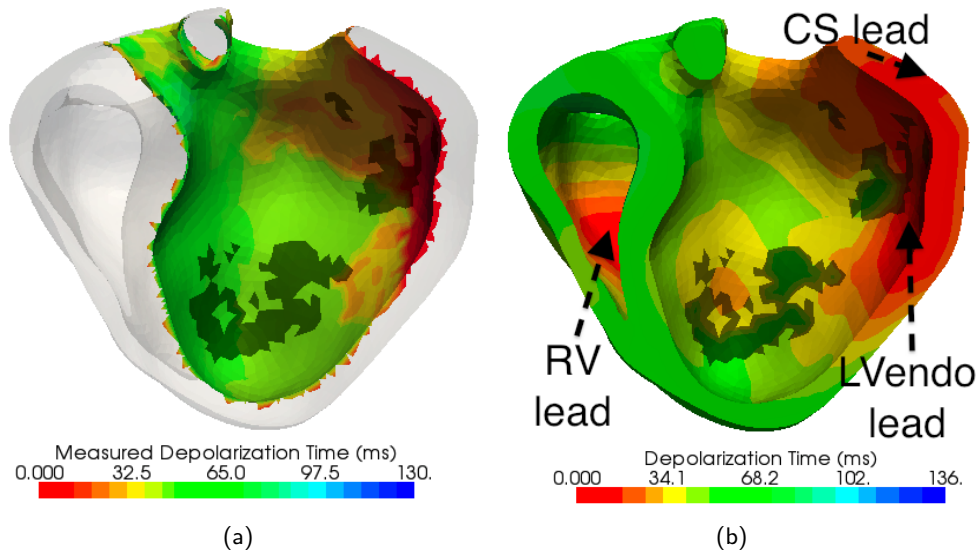 CS lead
RV
lead
LVendo
lead
Measured Depolarization Time (ms)
0.000 32.5 65.0 97.5 130.
Depolarization Time (ms)
0.000 34.1 68.2 102. 136.
(a)
(b)